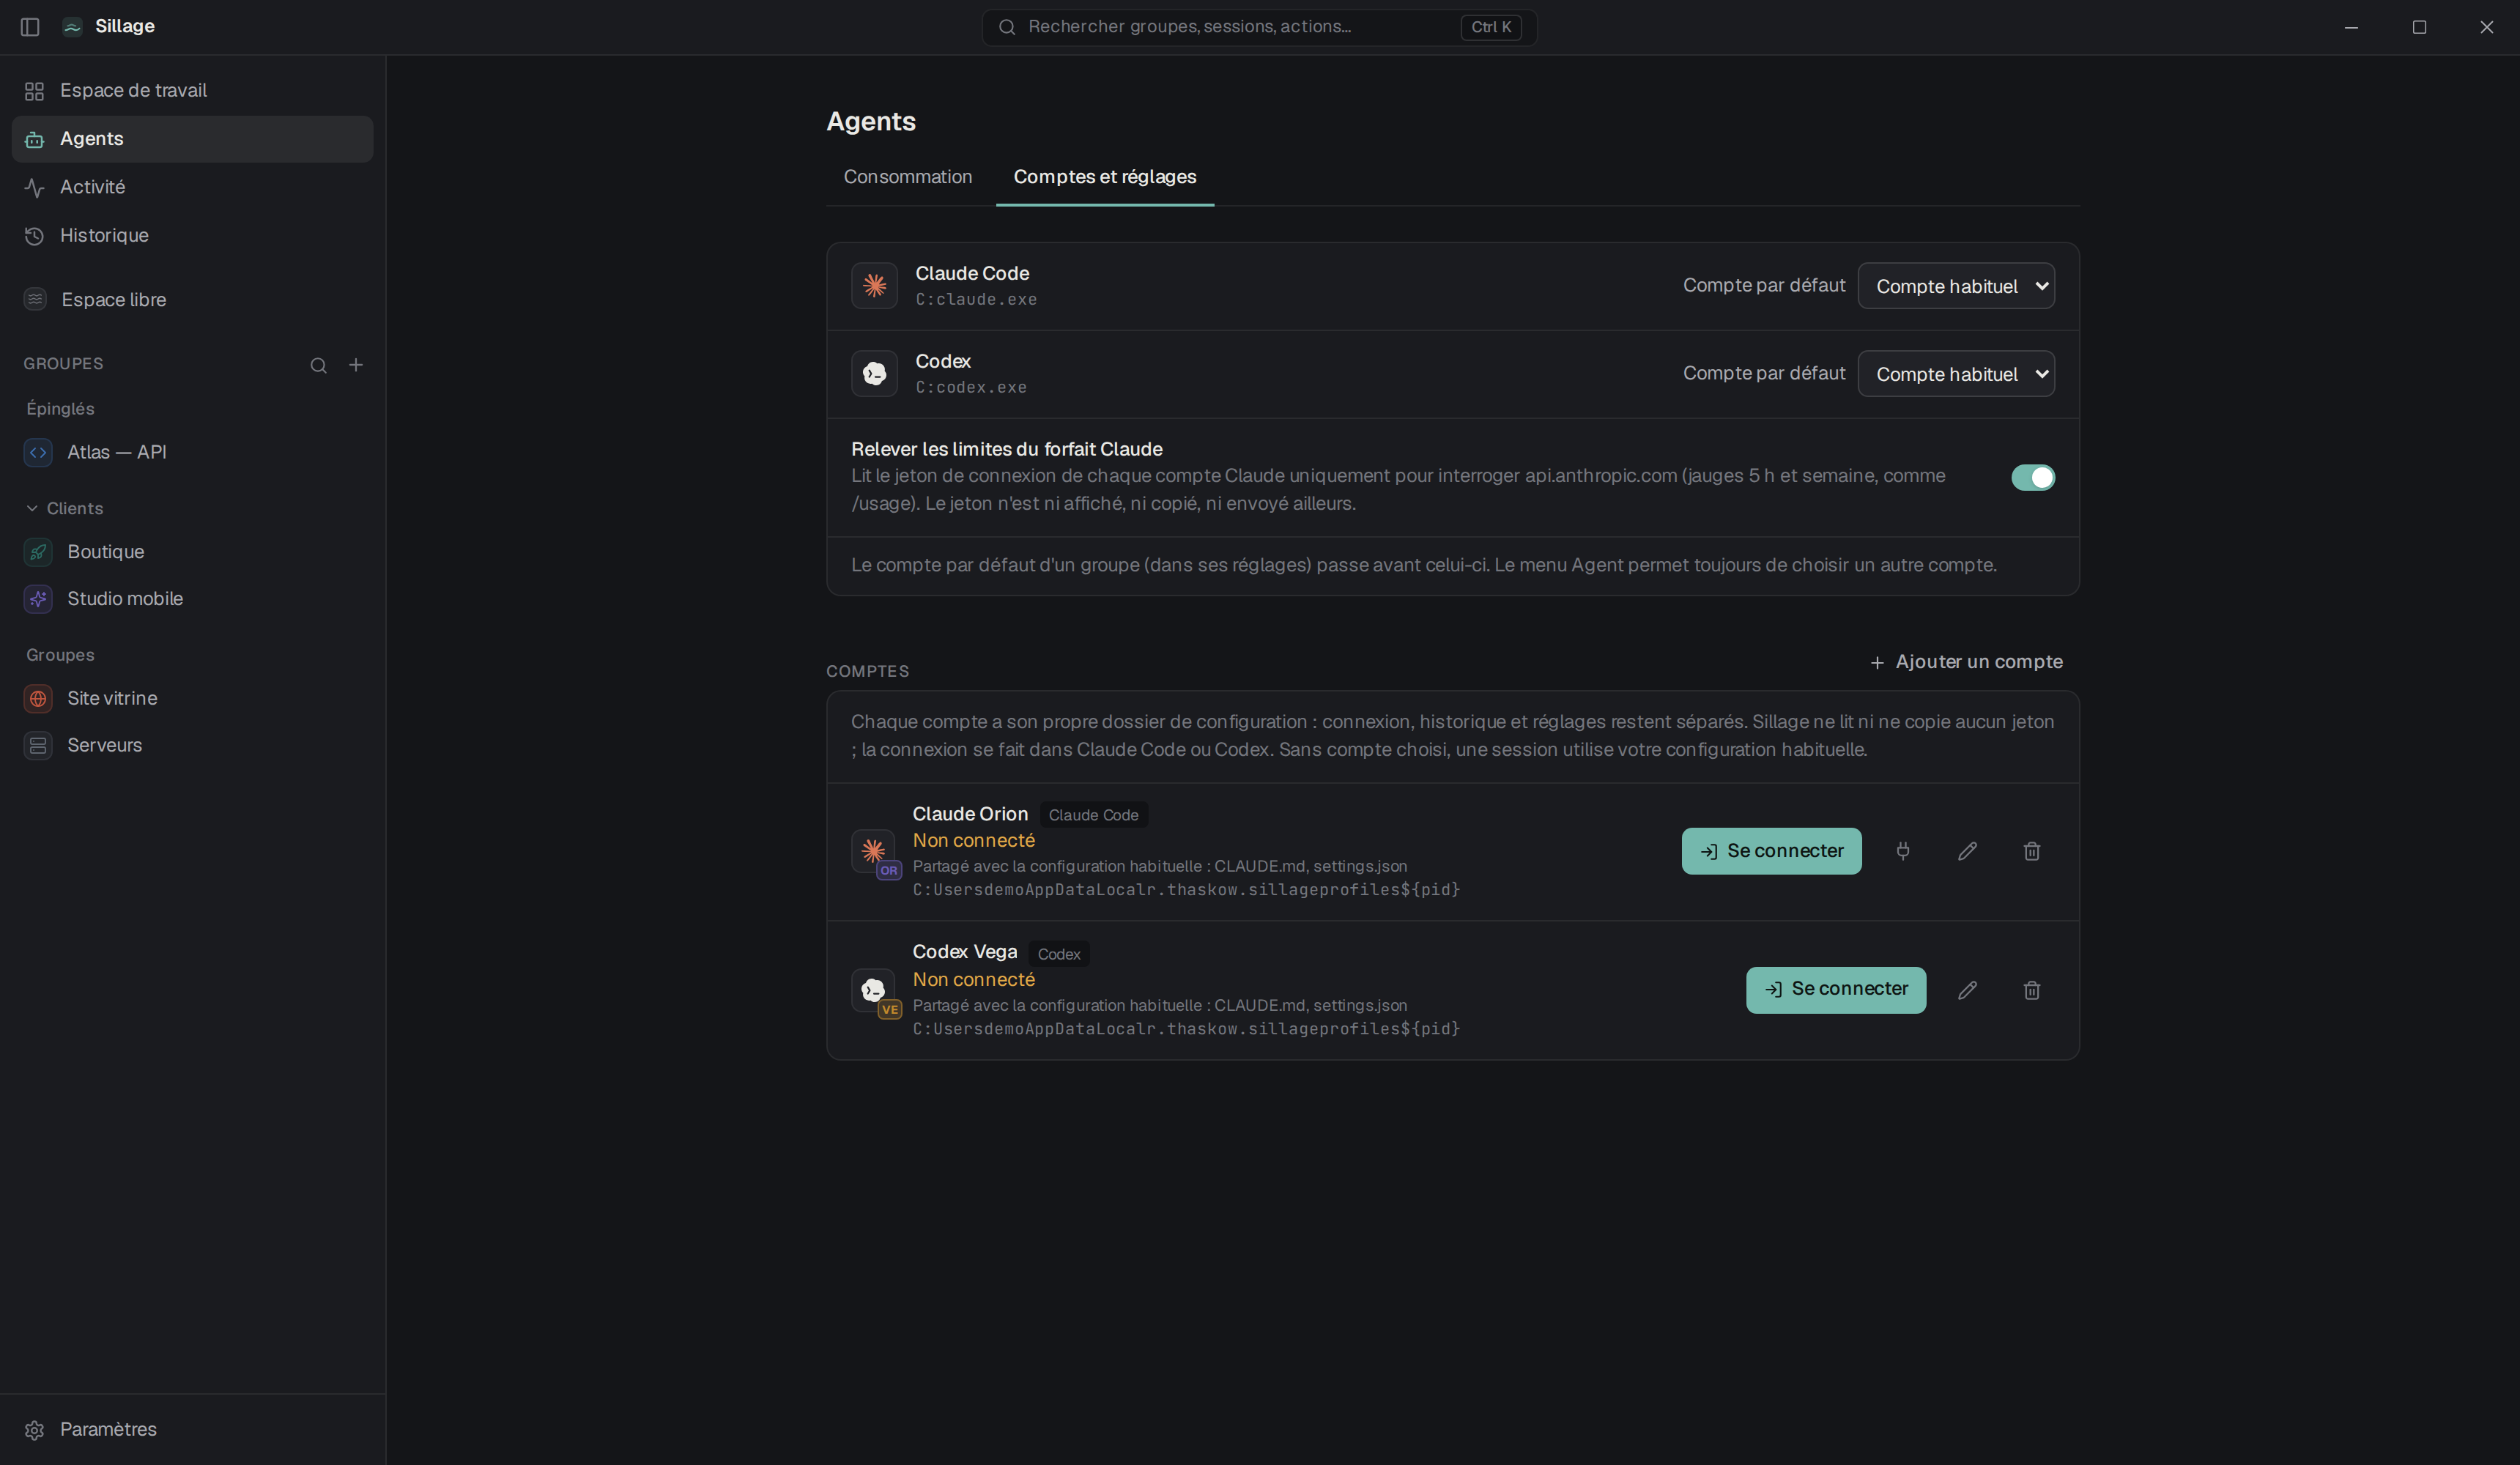 Sillage
Rechercher groupes, sessions, actions...
Ctrl K
Espace de travail
Agents
Activité
Historique
Espace libre
GROUPES
Épinglés
Atlas — API
Clients
Boutique
Studio mobile
Groupes
Site vitrine
Serveurs
Paramètres
Agents
Consommation
Comptes et réglages
Claude Code
C:claude.exe
Compte par défaut
Compte habituel
Codex
C:codex.exe
Compte par défaut
Compte habituel
Relever les limites du forfait Claude
Lit le jeton de connexion de chaque compte Claude uniquement pour interroger api.anthropic.com (jauges 5 h et semaine, comme
/usage). Le jeton n'est ni affiché, ni copié, ni envoyé ailleurs.
Le compte par défaut d'un groupe (dans ses réglages) passe avant celui-ci. Le menu Agent permet toujours de choisir un autre compte.
COMPTES
Ajouter un compte
Chaque compte a son propre dossier de configuration : connexion, historique et réglages restent séparés. Sillage ne lit ni ne copie aucun jeton
; la connexion se fait dans Claude Code ou Codex. Sans compte choisi, une session utilise votre configuration habituelle.
OR
Claude Orion
Claude Code
Non connecté
Partagé avec la configuration habituelle : CLAUDE.md, settings.json
C:UsersdemoAppDataLocalr.thaskow.sillageprofiles${pid}
Se connecter
VE
Codex Vega
Codex
Non connecté
Partagé avec la configuration habituelle : CLAUDE.md, settings.json
C:UsersdemoAppDataLocalr.thaskow.sillageprofiles${pid}
Se connecter